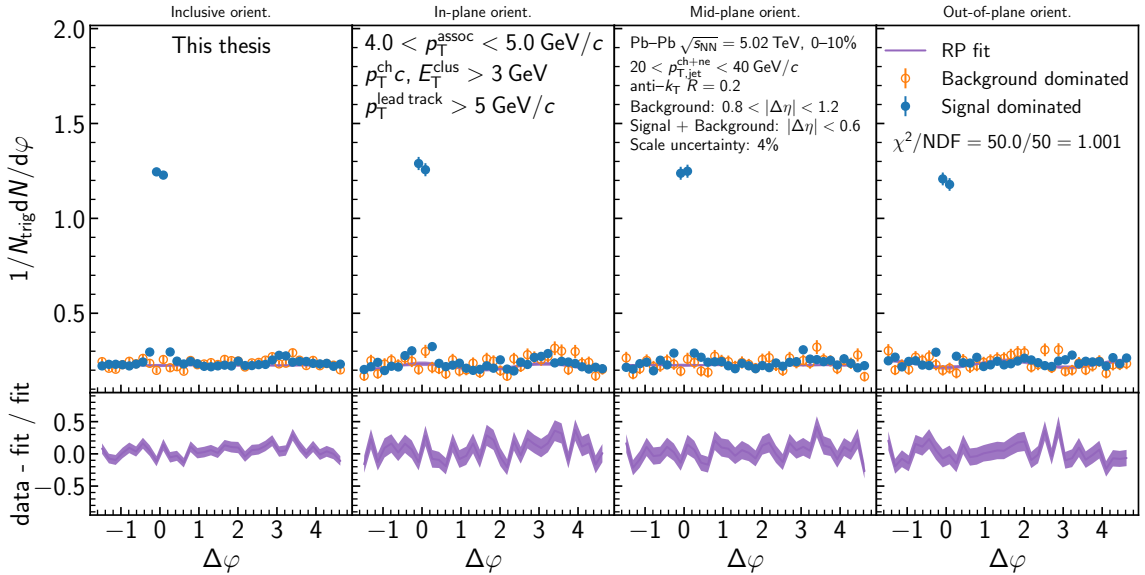 Inclusive orient.
In-plane orient.
Mid-plane orient.
Out-of-plane orient.
This thesis
4.0 < p_T^assoc < 5.0 GeV/c
p_T^ch c, E_T^clus > 3 GeV
p_T^lead track > 5 GeV/c
Pb–Pb √s_NN = 5.02 TeV, 0–10%
20 < p_T,jet^ch+ne < 40 GeV/c
anti–k_T R = 0.2
Background: 0.8 < |Δη| < 1.2
Signal + Background: |Δη| < 0.6
Scale uncertainty: 4%
RP fit
Background dominated
Signal dominated
χ²/NDF = 50.0/50 = 1.001
1/N_trig dN/dφ
2.0
1.5
1.0
0.5
data - fit / fit
0.5
0.0
−0.5
−1 0 1 2 3 4
−1 0 1 2 3 4
−1 0 1 2 3 4
−1 0 1 2 3 4
Δφ
Δφ
Δφ
Δφ